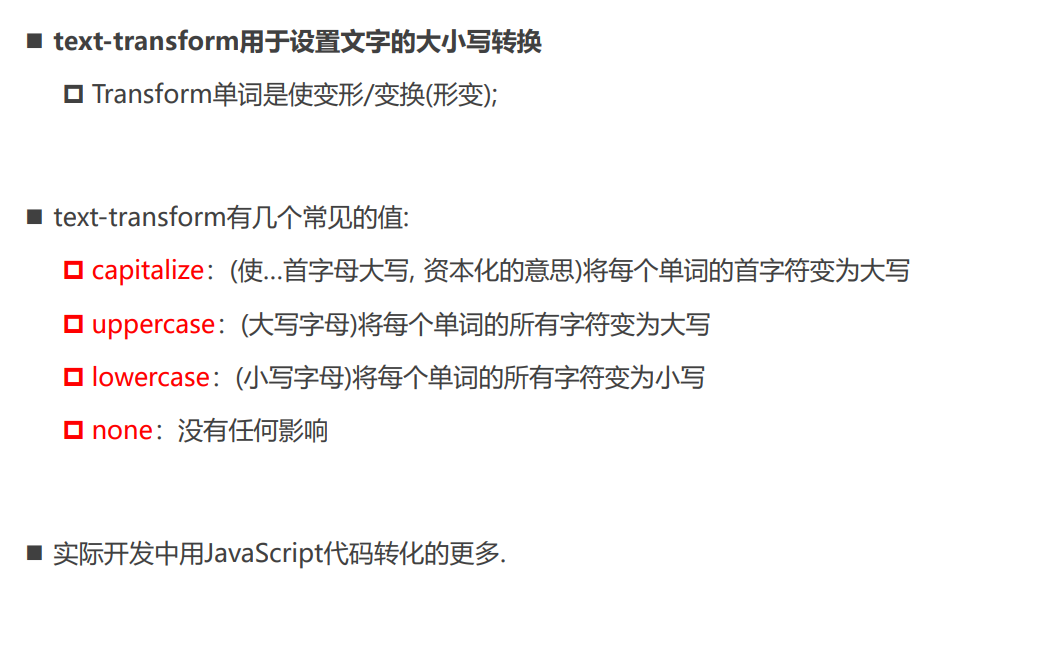 text-transform用于设置文字的大小写转换
Transform单词是使变形/变换(形变);
text-transform有几个常见的值:
capitalize：(使…首字母大写, 资本化的意思)将每个单词的首字符变为大写
uppercase：(大写字母)将每个单词的所有字符变为大写
lowercase：(小写字母)将每个单词的所有字符变为小写
none：没有任何影响
实际开发中用JavaScript代码转化的更多.